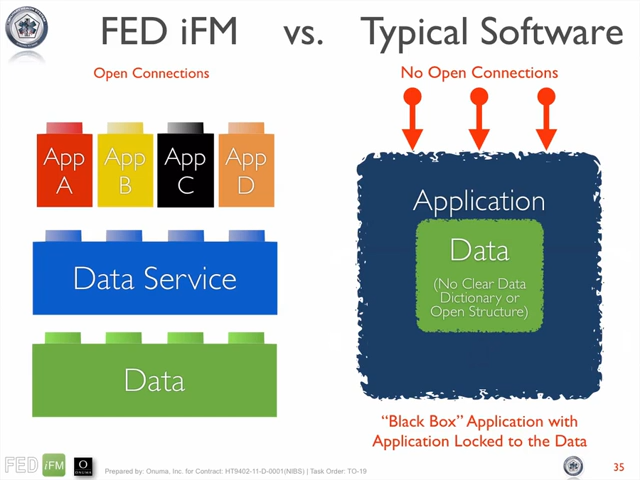 FED iFM vs. Typical Software
Open Connections
No Open Connections
App
A
App
B
App
C
App
D
Data Service
Data
Application
Data
(No Clear Data
Dictionary or
Open Structure)
“Black Box” Application with
Application Locked to the Data
FED iFM
ONUMA
Prepared by: Onuma, Inc. for Contract: HT9402-11-D-0001(NIBS) | Task Order: TO-19
35